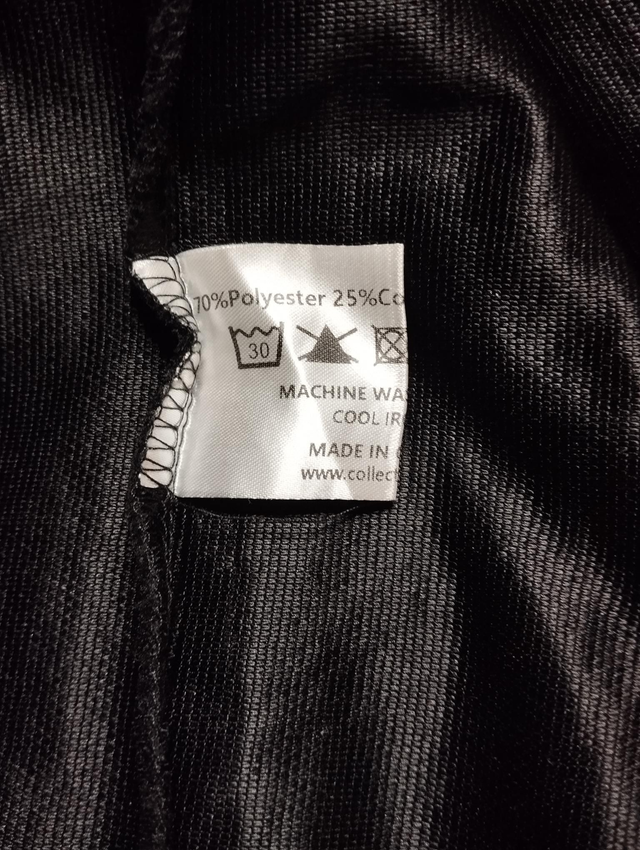 70%Polyester 25%Co
30
MACHINE WA
COOL IR
MADE IN
www.collect